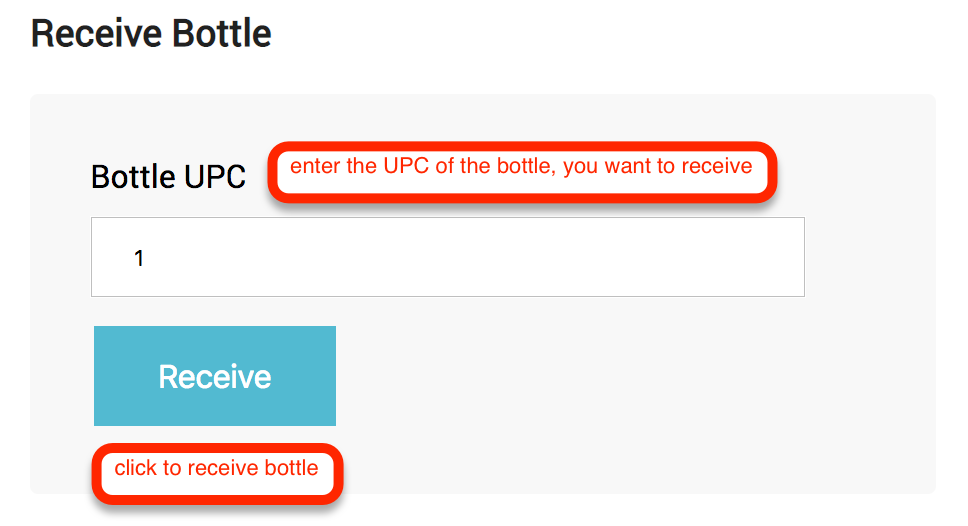 Receive Bottle
Bottle UPC
enter the UPC of the bottle, you want to receive
1
Receive
click to receive bottle